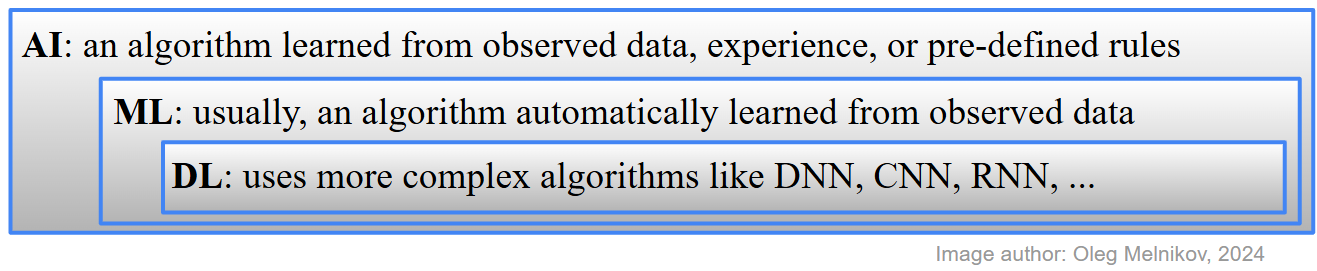 AI: an algorithm learned from observed data, experience, or pre-defined rules
ML: usually, an algorithm automatically learned from observed data
DL: uses more complex algorithms like DNN, CNN, RNN, ...
Image author: Oleg Melnikov, 2024